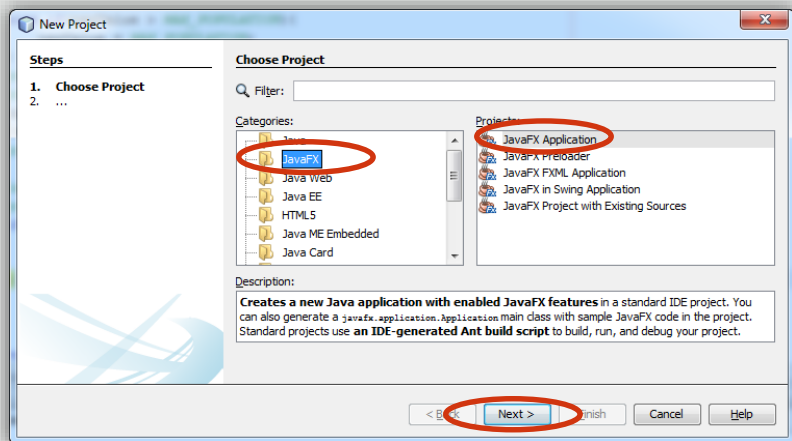 New Project
Steps
1. Choose Project
2. ...
Choose Project
Filter:
Categories:
Java
JavaFX
Java Web
Java EE
HTML5
Java ME Embedded
Java Card
Projects:
JavaFX Application
JavaFX Preloader
JavaFX FXML Application
JavaFX in Swing Application
JavaFX Project with Existing Sources
Description:
Creates a new Java application with enabled JavaFX features in a standard IDE project. You
can also generate a javafx.application.Application main class with sample JavaFX code in the project.
Standard projects use an IDE-generated Ant build script to build, run, and debug your project.
< Back
Next >
Finish
Cancel
Help